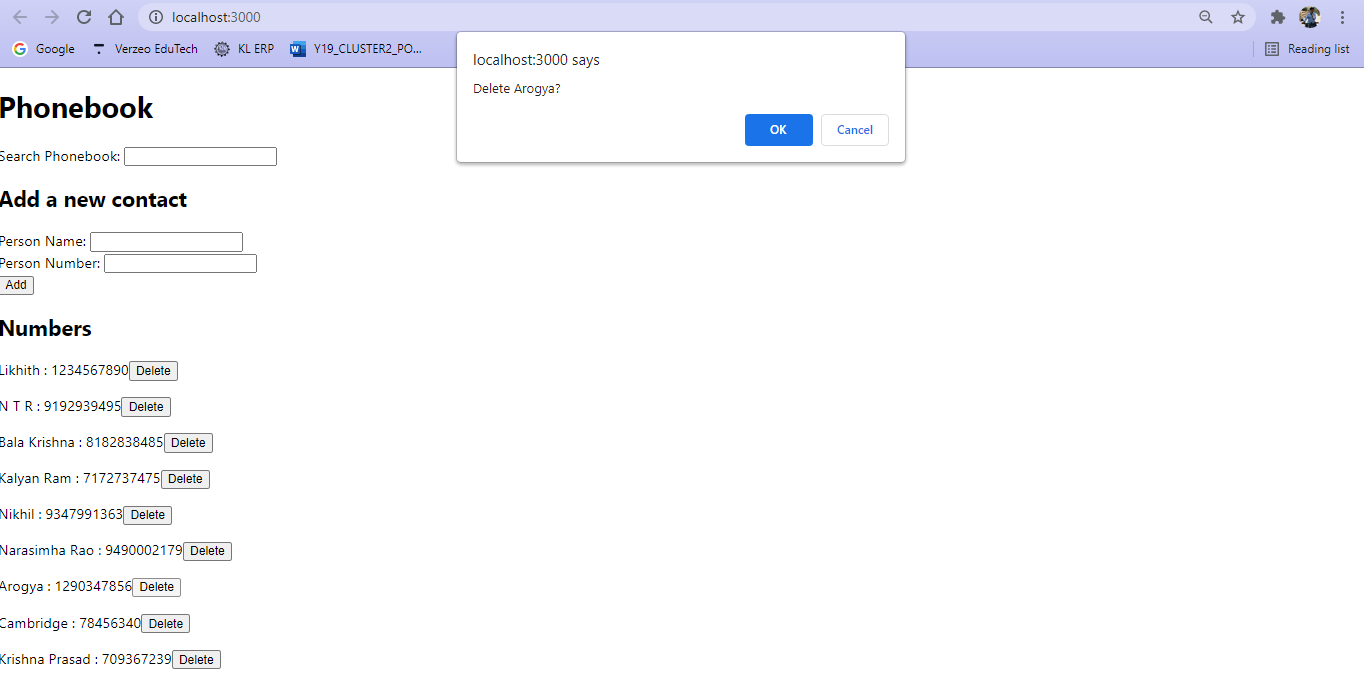 localhost:3000
Google Verzeo EduTech KL ERP Y19_CLUSTER2_PO... Reading list
localhost:3000 says
Delete Arogya?
OK Cancel
Phonebook
Search Phonebook:
Add a new contact
Person Name:
Person Number:
Add
Numbers
Likhith : 1234567890 Delete
N T R : 9192939495 Delete
Bala Krishna : 8182838485 Delete
Kalyan Ram : 7172737475 Delete
Nikhil : 9347991363 Delete
Narasimha Rao : 9490002179 Delete
Arogya : 1290347856 Delete
Cambridge : 78456340 Delete
Krishna Prasad : 709367239 Delete